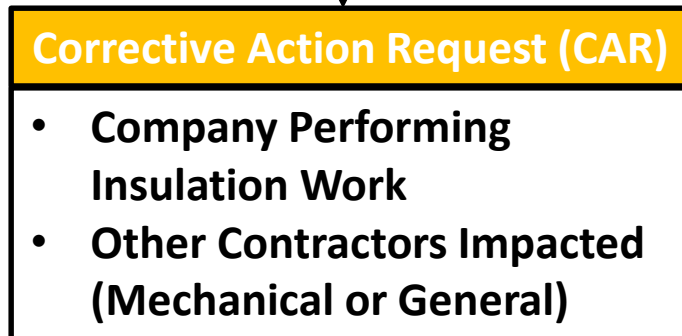 Corrective Action Request (CAR)
• Company Performing
Insulation Work
• Other Contractors Impacted
(Mechanical or General)